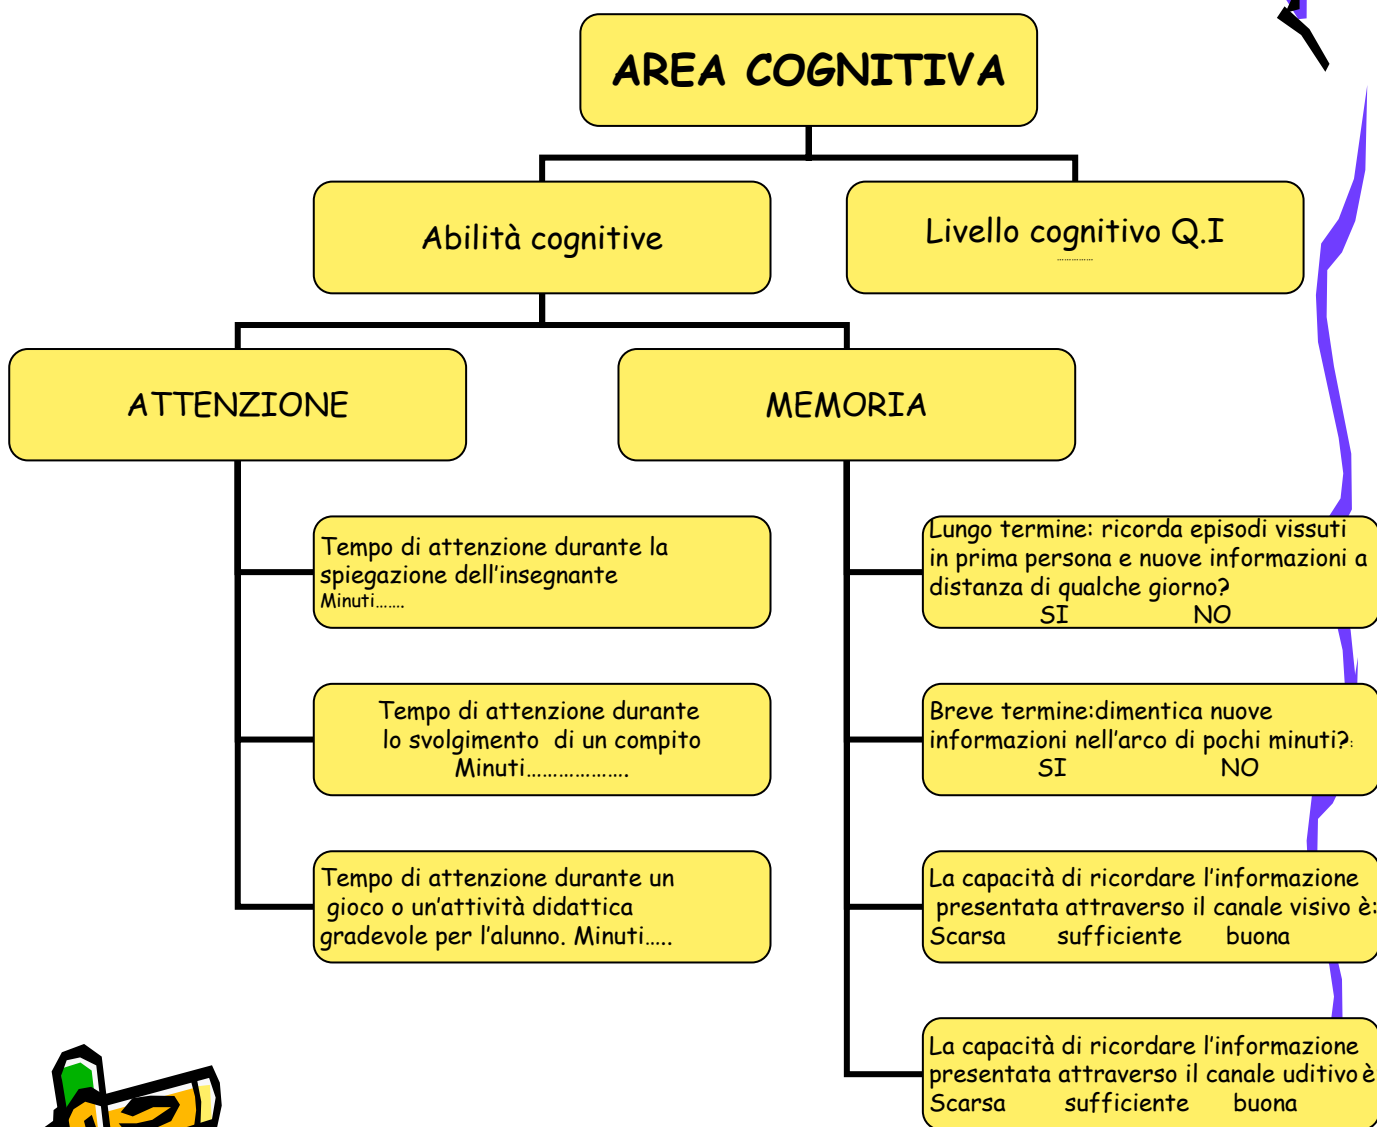 AREA COGNITIVA
Abilità cognitive
Livello cognitivo Q.I
……………
ATTENZIONE
MEMORIA
Tempo di attenzione durante la
spiegazione dell’insegnante
Minuti…….
Tempo di attenzione durante
lo svolgimento di un compito
Minuti……………….
Tempo di attenzione durante un
gioco o un’attività didattica
gradevole per l’alunno. Minuti…..
Lungo termine: ricorda episodi vissuti
in prima persona e nuove informazioni a
distanza di qualche giorno?
SI NO
Breve termine:dimentica nuove
informazioni nell’arco di pochi minuti?:
SI NO
La capacità di ricordare l’informazione
presentata attraverso il canale visivo è:
Scarsa sufficiente buona
La capacità di ricordare l’informazione
presentata attraverso il canale uditivo è
Scarsa sufficiente buona